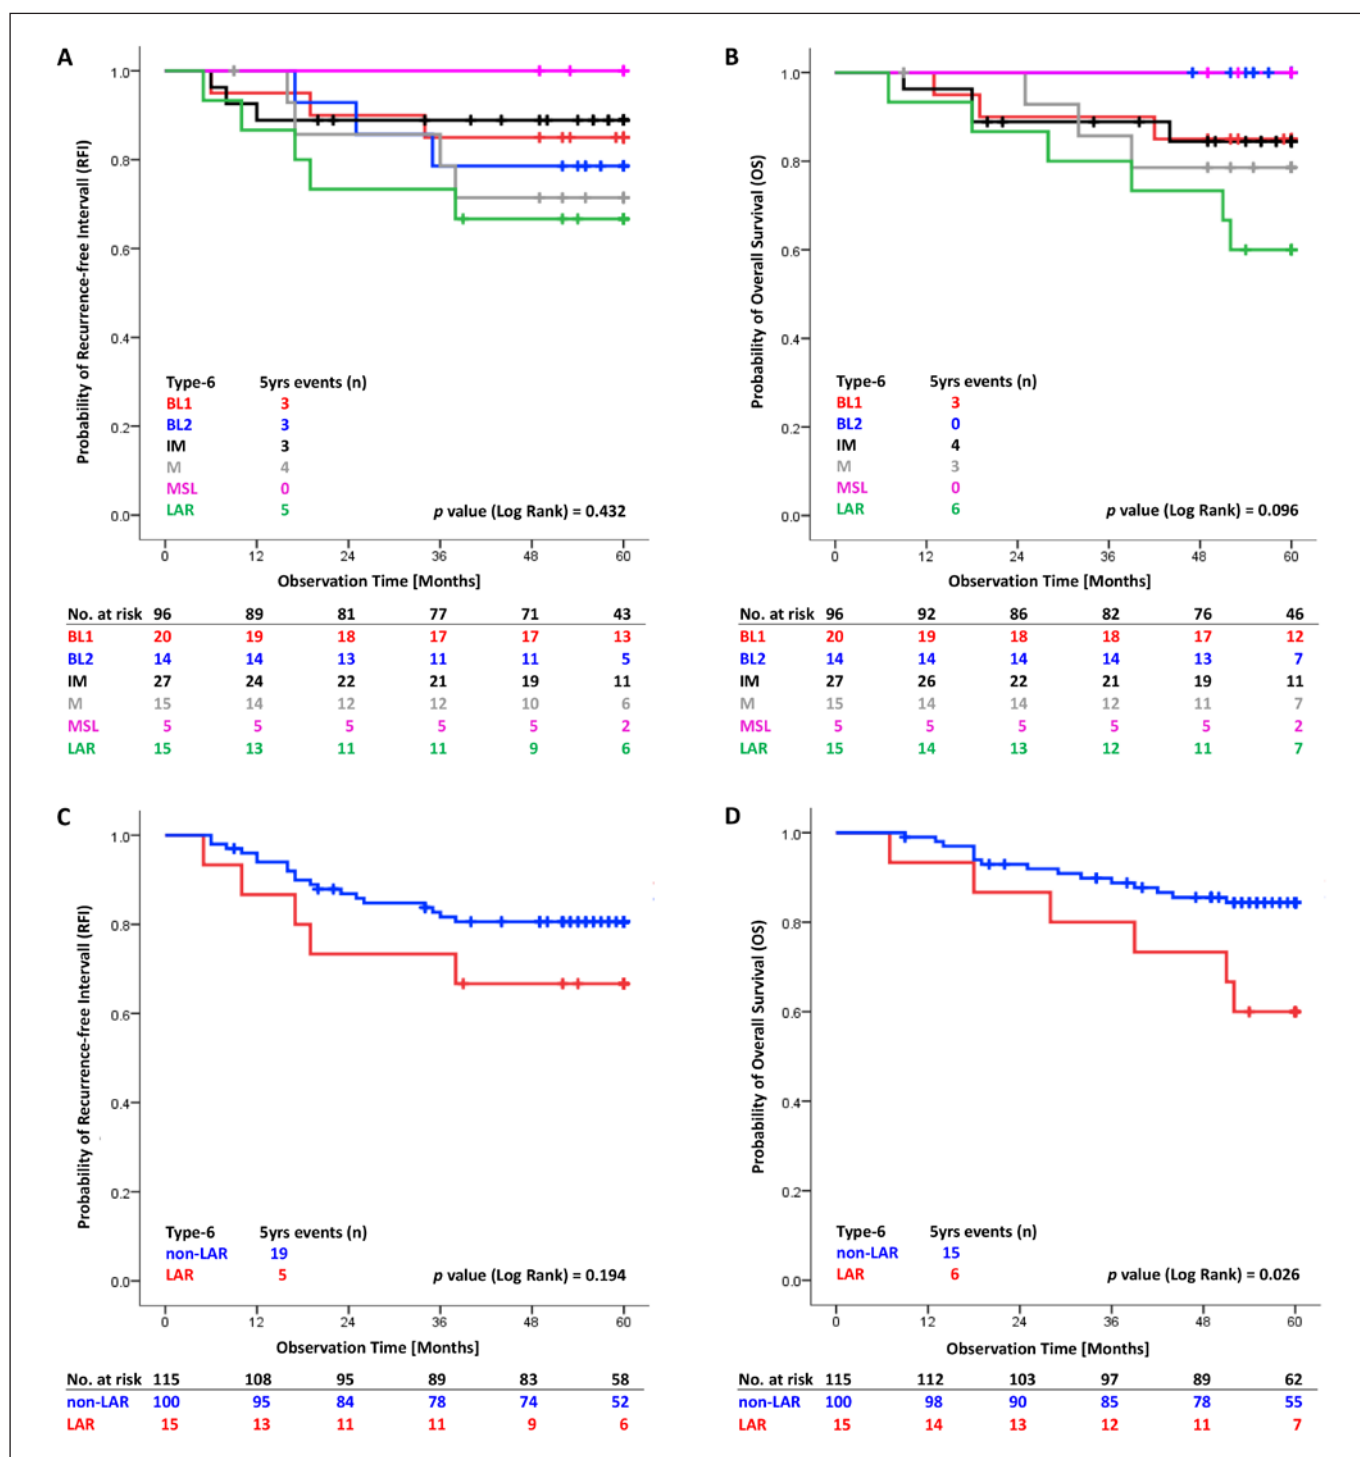 A
Probability of Recurrence-free Intervall (RFI)
1.0
0.8
0.6
0.4
0.2
0.0
Type-6 5yrs events (n)
BL1 3
BL2 3
IM 3
M 4
MSL 0
LAR 5
p value (Log Rank) = 0.432
0 12 24 36 48 60
Observation Time [Months]
No. at risk 96 89 81 77 71 43
BL1 20 19 18 17 17 13
BL2 14 14 13 11 11 5
IM 27 24 22 21 19 11
M 15 14 12 12 10 6
MSL 5 5 5 5 5 2
LAR 15 13 11 11 9 6
B
Probability of Overall Survival (OS)
1.0
0.8
0.6
0.4
0.2
0.0
Type-6 5yrs events (n)
BL1 3
BL2 0
IM 4
M 3
MSL 0
LAR 6
p value (Log Rank) = 0.096
0 12 24 36 48 60
Observation Time [Months]
No. at risk 96 92 86 82 76 46
BL1 20 19 18 18 17 12
BL2 14 14 14 14 13 7
IM 27 26 22 21 19 11
M 15 14 14 12 11 7
MSL 5 5 5 5 5 2
LAR 15 14 13 12 11 7
C
Probability of Recurrence-free Intervall (RFI)
1.0
0.8
0.6
0.4
0.2
0.0
Type-6 5yrs events (n)
non-LAR 19
LAR 5
p value (Log Rank) = 0.194
0 12 24 36 48 60
Observation Time [Months]
No. at risk 115 108 95 89 83 58
non-LAR 100 95 84 78 74 52
LAR 15 13 11 11 9 6
D
Probability of Overall Survival (OS)
1.0
0.8
0.6
0.4
0.2
0.0
Type-6 5yrs events (n)
non-LAR 15
LAR 6
p value (Log Rank) = 0.026
0 12 24 36 48 60
Observation Time [Months]
No. at risk 115 112 103 97 89 62
non-LAR 100 98 90 85 78 55
LAR 15 14 13 12 11 7